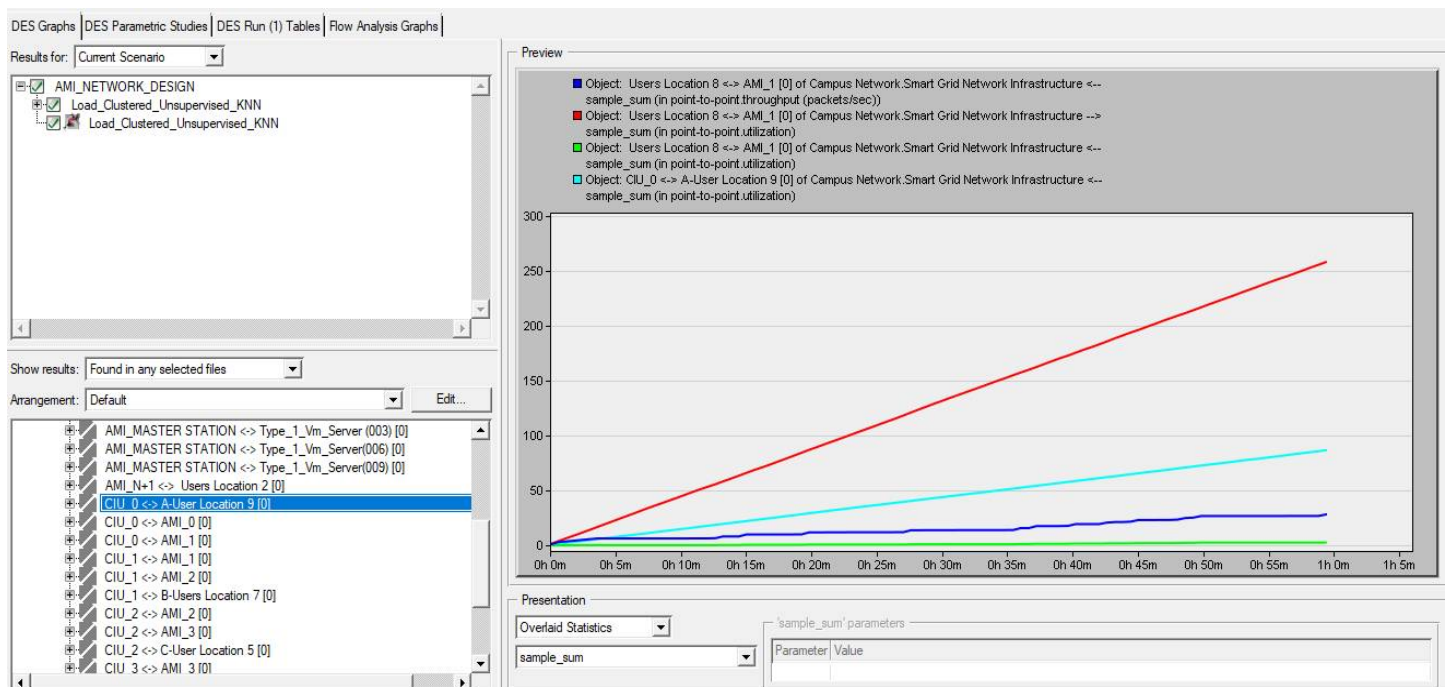 DES Graphs
DES Parametric Studies
DES Run (1) Tables
Flow Analysis Graphs
Results for:
Current Scenario
AMI_NETWORK_DESIGN
Load_Clustered_Unsupervised_KNN
Load_Clustered_Unsupervised_KNN
Show results:
Found in any selected files
Arrangement:
Default
Edit...
AMI_MASTER STATION <-> Type_1_Vm_Server (003) [0]
AMI_MASTER STATION <-> Type_1_Vm_Server(006) [0]
AMI_MASTER STATION <-> Type_1_Vm_Server(009) [0]
AMI_N+1 <-> Users Location 2 [0]
CIU_0 <-> A-User Location 9 [0]
CIU_0 <-> AMI_0 [0]
CIU_0 <-> AMI_1 [0]
CIU_1 <-> AMI_1 [0]
CIU_1 <-> AMI_2 [0]
CIU_1 <-> B-Users Location 7 [0]
CIU_2 <-> AMI_2 [0]
CIU_2 <-> AMI_3 [0]
CIU_2 <-> C-User Location 5 [0]
CIU_3 <-> AMI_3 [0]
Preview
Object: Users Location 8 <-> AMI_1 [0] of Campus Network.Smart Grid Network Infrastructure <--
sample_sum (in point-to-point.throughput (packets/sec))
Object: Users Location 8 <-> AMI_1 [0] of Campus Network.Smart Grid Network Infrastructure -->
sample_sum (in point-to-point.utilization)
Object: Users Location 8 <-> AMI_1 [0] of Campus Network.Smart Grid Network Infrastructure <--
sample_sum (in point-to-point.utilization)
Object: CIU_0 <-> A-User Location 9 [0] of Campus Network.Smart Grid Network Infrastructure <--
sample_sum (in point-to-point.utilization)
300
250
200
150
100
50
0
0h 0m 0h 5m 0h 10m 0h 15m 0h 20m 0h 25m 0h 30m 0h 35m 0h 40m 0h 45m 0h 50m 0h 55m 1h 0m 1h 5m
Presentation
Overlaid Statistics
sample_sum
'sample_sum' parameters
Parameter Value